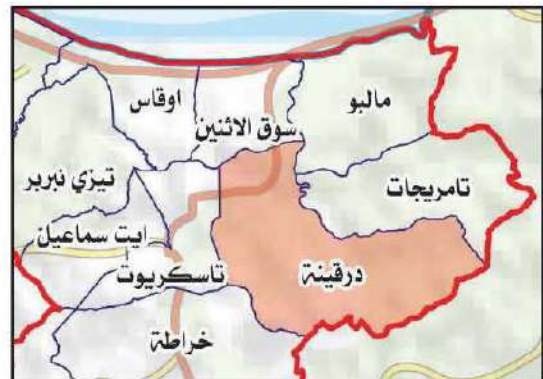 مالبو
اوقاس
سوق الاثنين
تيزي نبربر
تامريجات
ايت سماعيل
تاسكريوت
درقينة
خراطة